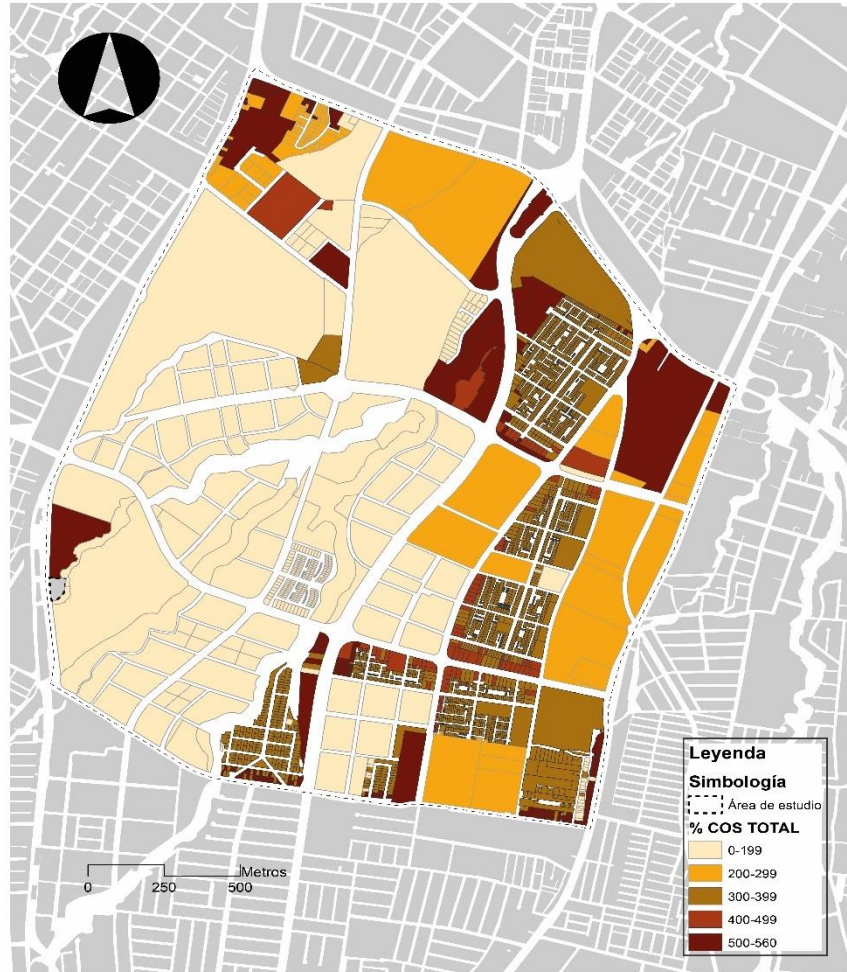 Leyenda
Simbología
Área de estudio
% COS TOTAL
0-199
200-299
300-399
400-499
500-560
Metros
0 250 500